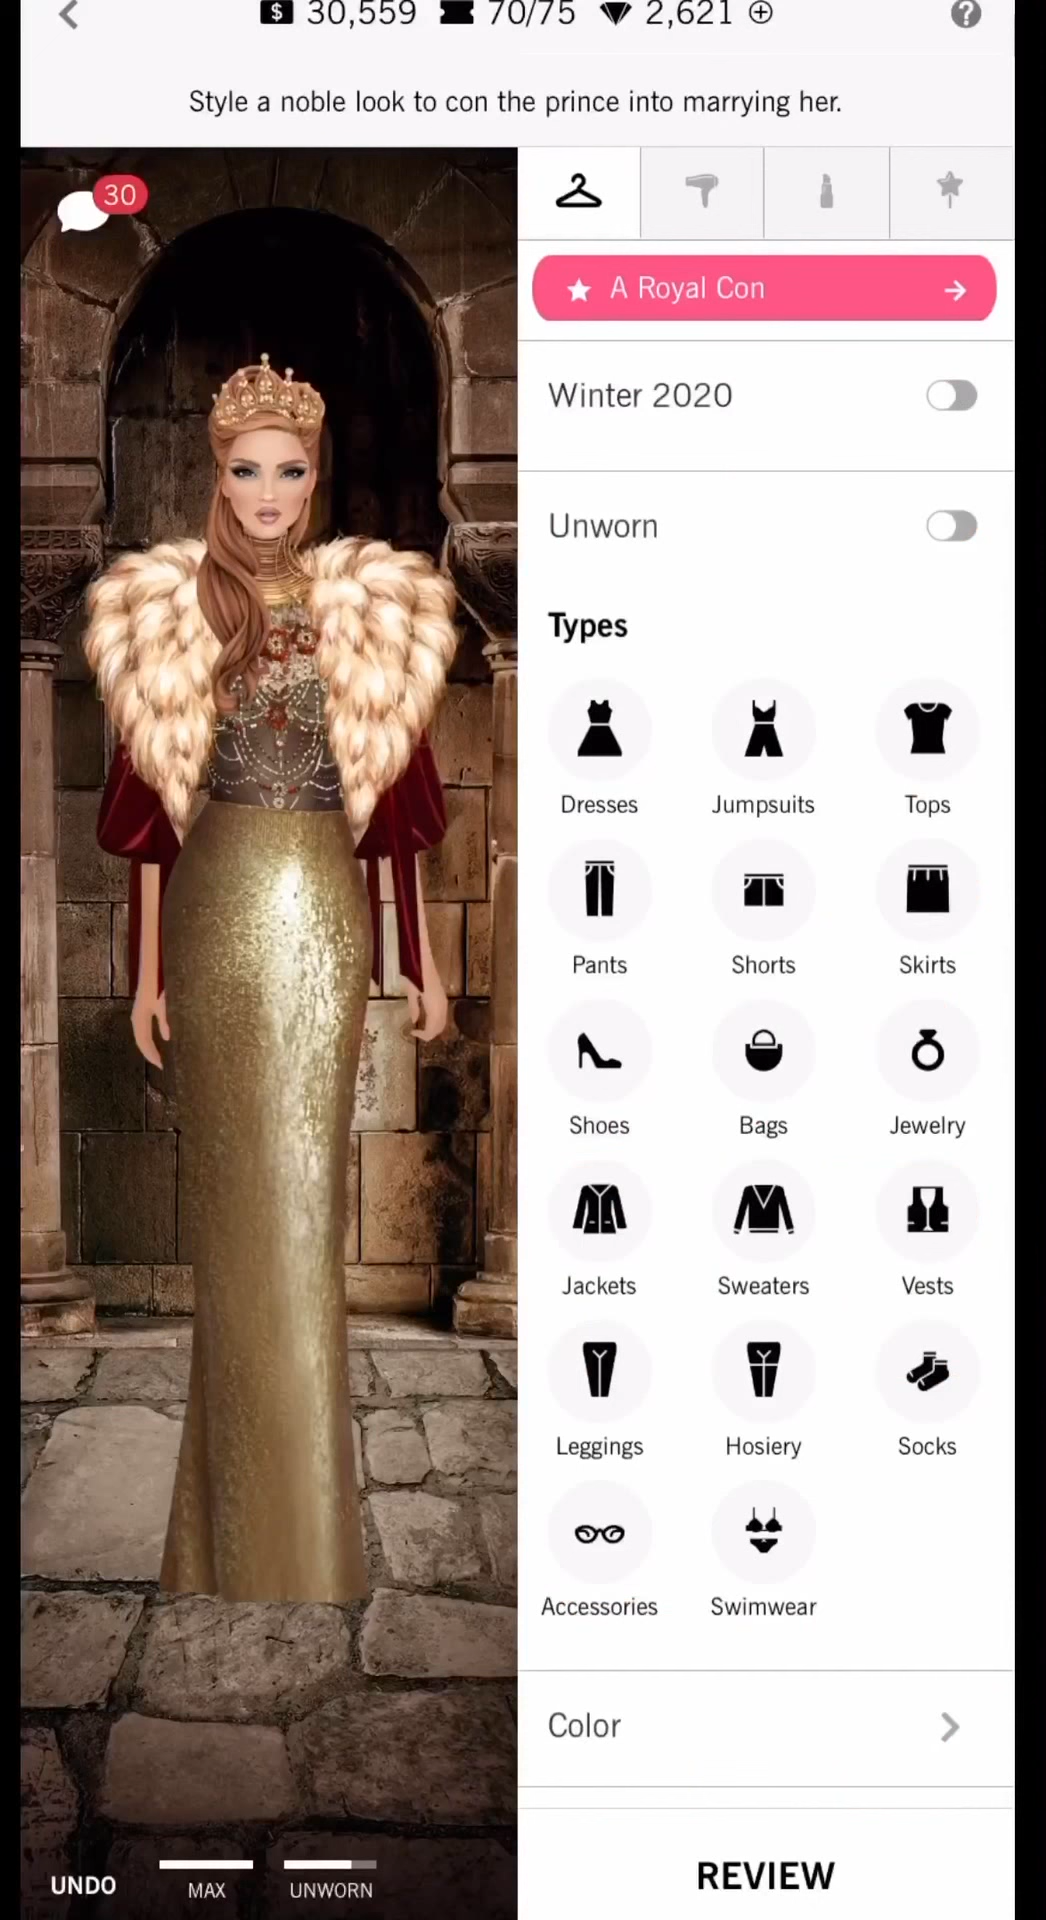 $ 30,559 70/75 2,621
Style a noble look to con the prince into marrying her.
30
A Royal Con
Winter 2020
Unworn
Types
Dresses Jumpsuits Tops
Pants Shorts Skirts
Shoes Bags Jewelry
Jackets Sweaters Vests
Leggings Hosiery Socks
Accessories Swimwear
Color
UNDO MAX UNWORN
REVIEW